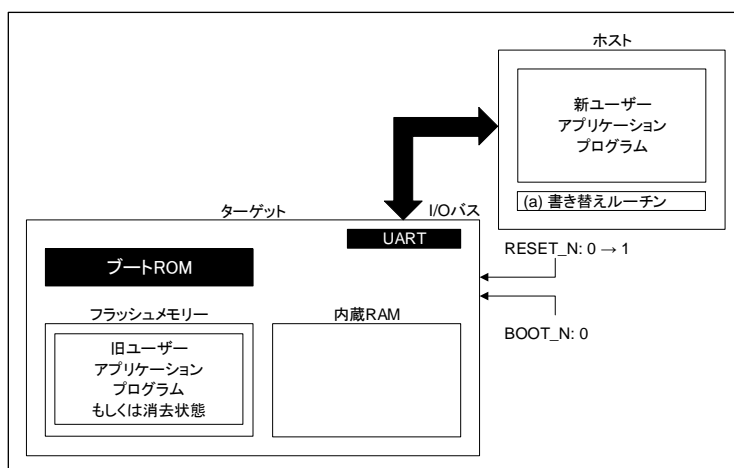 ホスト
新ユーザー
アプリケーション
プログラム
(a) 書き替えルーチン
ターゲット
I/Oバス
UART
ブートROM
RESET_N: 0 → 1
フラッシュメモリー
内蔵RAM
BOOT_N: 0
旧ユーザー
アプリケーション
プログラム
もしくは消去状態